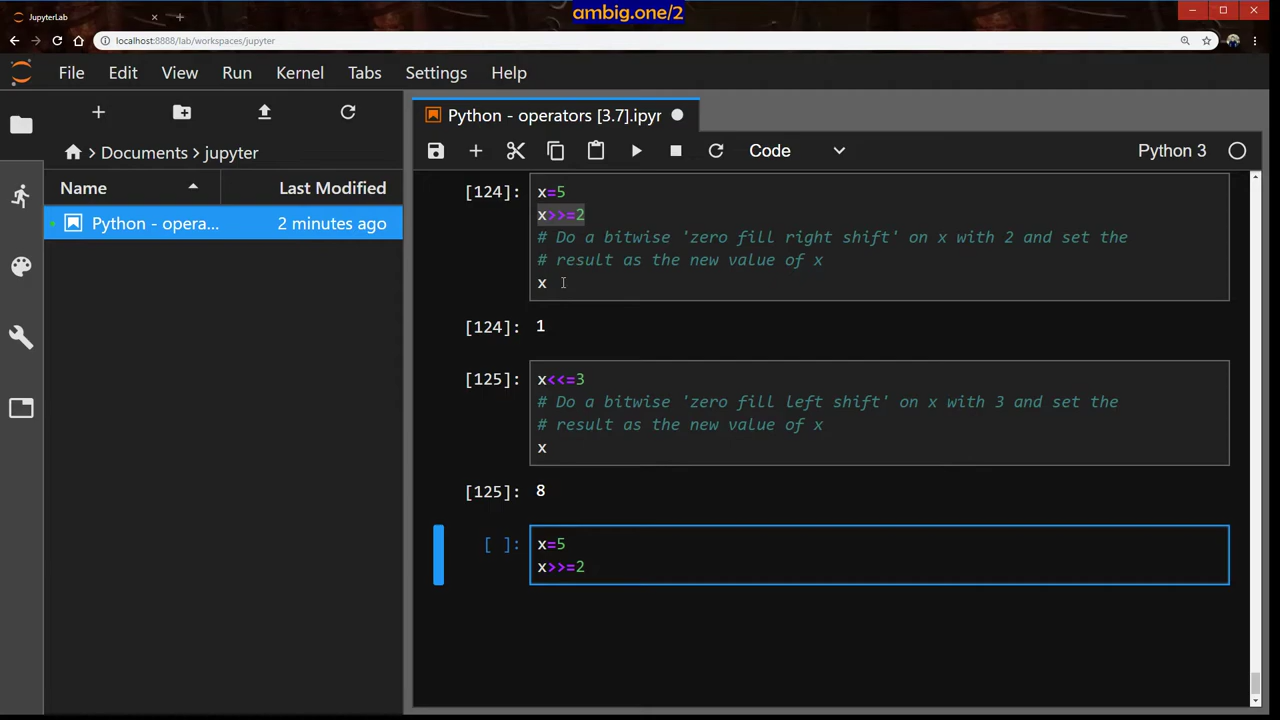 ambig.one/2
JupyterLab
localhost:8888/lab/workspaces/jupyter
File Edit View Run Kernel Tabs Settings Help
Python - operators [3.7].ipyr
Documents jupyter
Code Python 3
Name Last Modified
Python - opera... 2 minutes ago
[124]: x=5
x>>=2
# Do a bitwise 'zero fill right shift' on x with 2 and set the
# result as the new value of x
x
[124]: 1
[125]: x<<=3
# Do a bitwise 'zero fill left shift' on x with 3 and set the
# result as the new value of x
x
[125]: 8
[ ]: x=5
x>>=2